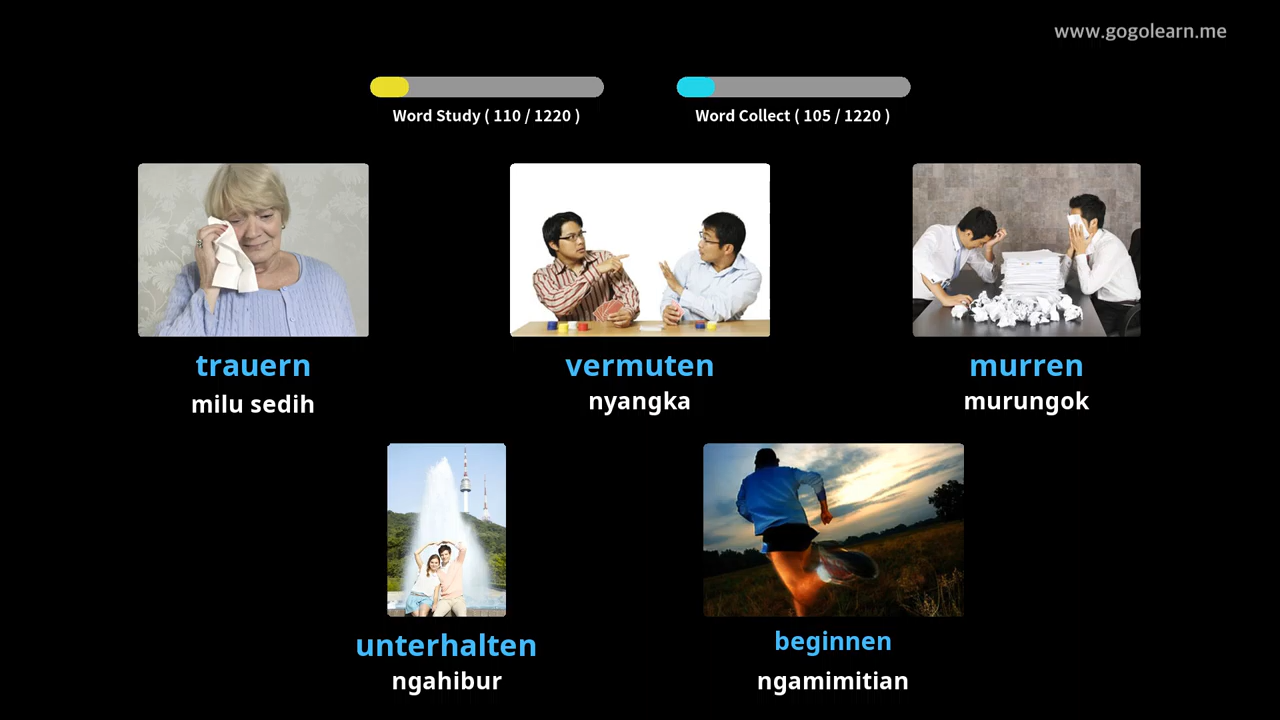 www.gogolearn.me
Word Study ( 110 / 1220 )
Word Collect ( 105 / 1220 )
trauern
milu sedih
vermuten
nyangka
murren
murungok
unterhalten
ngahibur
beginnen
ngamimitian